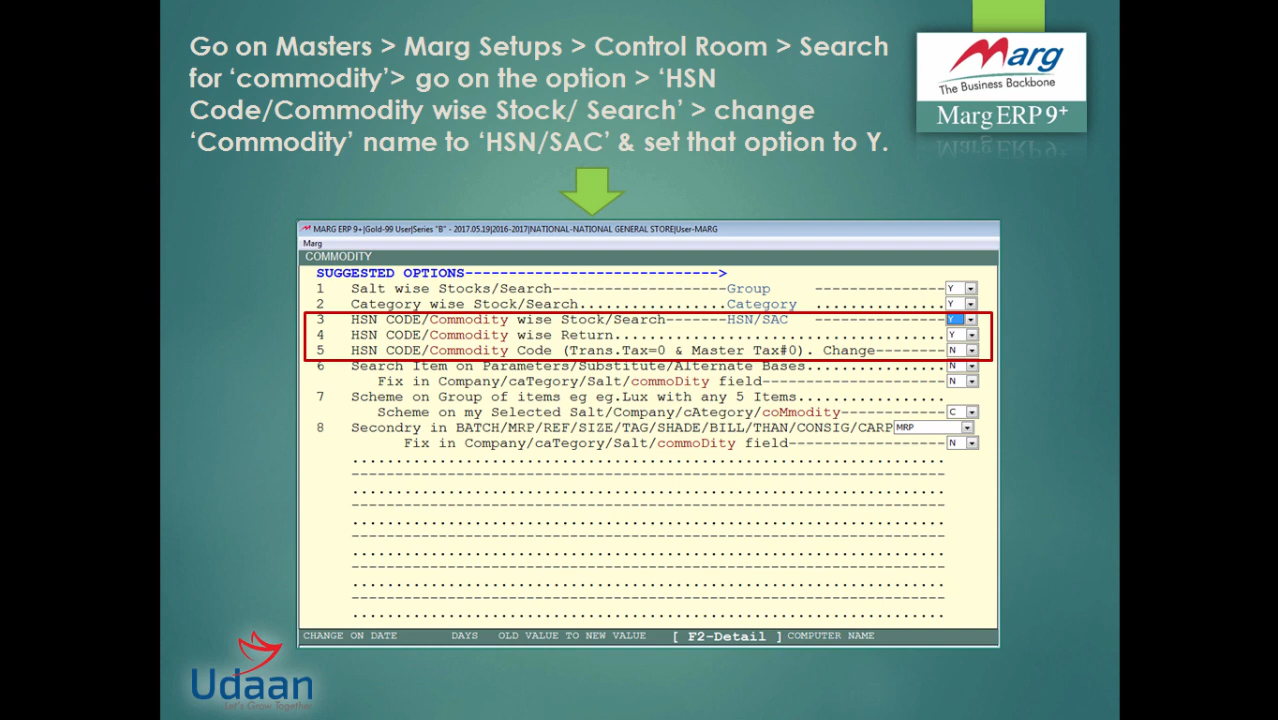 Go on Masters > Marg Setups > Control Room > Search
for ‘commodity’> go on the option > ‘HSN
Code/Commodity wise Stock/ Search’ > change
‘Commodity’ name to ‘HSN/SAC’ & set that option to Y.
Marg
The Business Backbone
Marg ERP 9+
MARG ERP 9+|Gold-99 User|Series "B" - 2017.05.19|2016-2017|NATIONAL-NATIONAL GENERAL STORE|User-MARG
Marg
COMMODITY
SUGGESTED OPTIONS----------------------------->
1 Salt wise Stocks/Search--------------------Group ---------------Y
2 Category wise Stock/Search.................Category ...............Y
3 HSN CODE/Commodity wise Stock/Search-------HSN/SAC ---------------Y
4 HSN CODE/Commodity wise Return......................................Y
5 HSN CODE/Commodity Code (Trans.Tax=0 & Master Tax#0). Change--------N
6 Search Item on Parameters/Substitute/Alternate Bases................N
Fix in Company/caTegory/Salt/commoDity field---------------------N
7 Scheme on Group of items eg eg.Lux with any 5 Items.................
Scheme on my Selected Salt/Company/cAtegory/coMmodity------------C
8 Secondry in BATCH/MRP/REF/SIZE/TAG/SHADE/BILL/THAN/CONSIG/CARP MRP
Fix in Company/caTegory/Salt/commoDity field------------------N
CHANGE ON DATE DAYS OLD VALUE TO NEW VALUE [ F2-Detail ] COMPUTER NAME
Udaan
Let's Grow Together